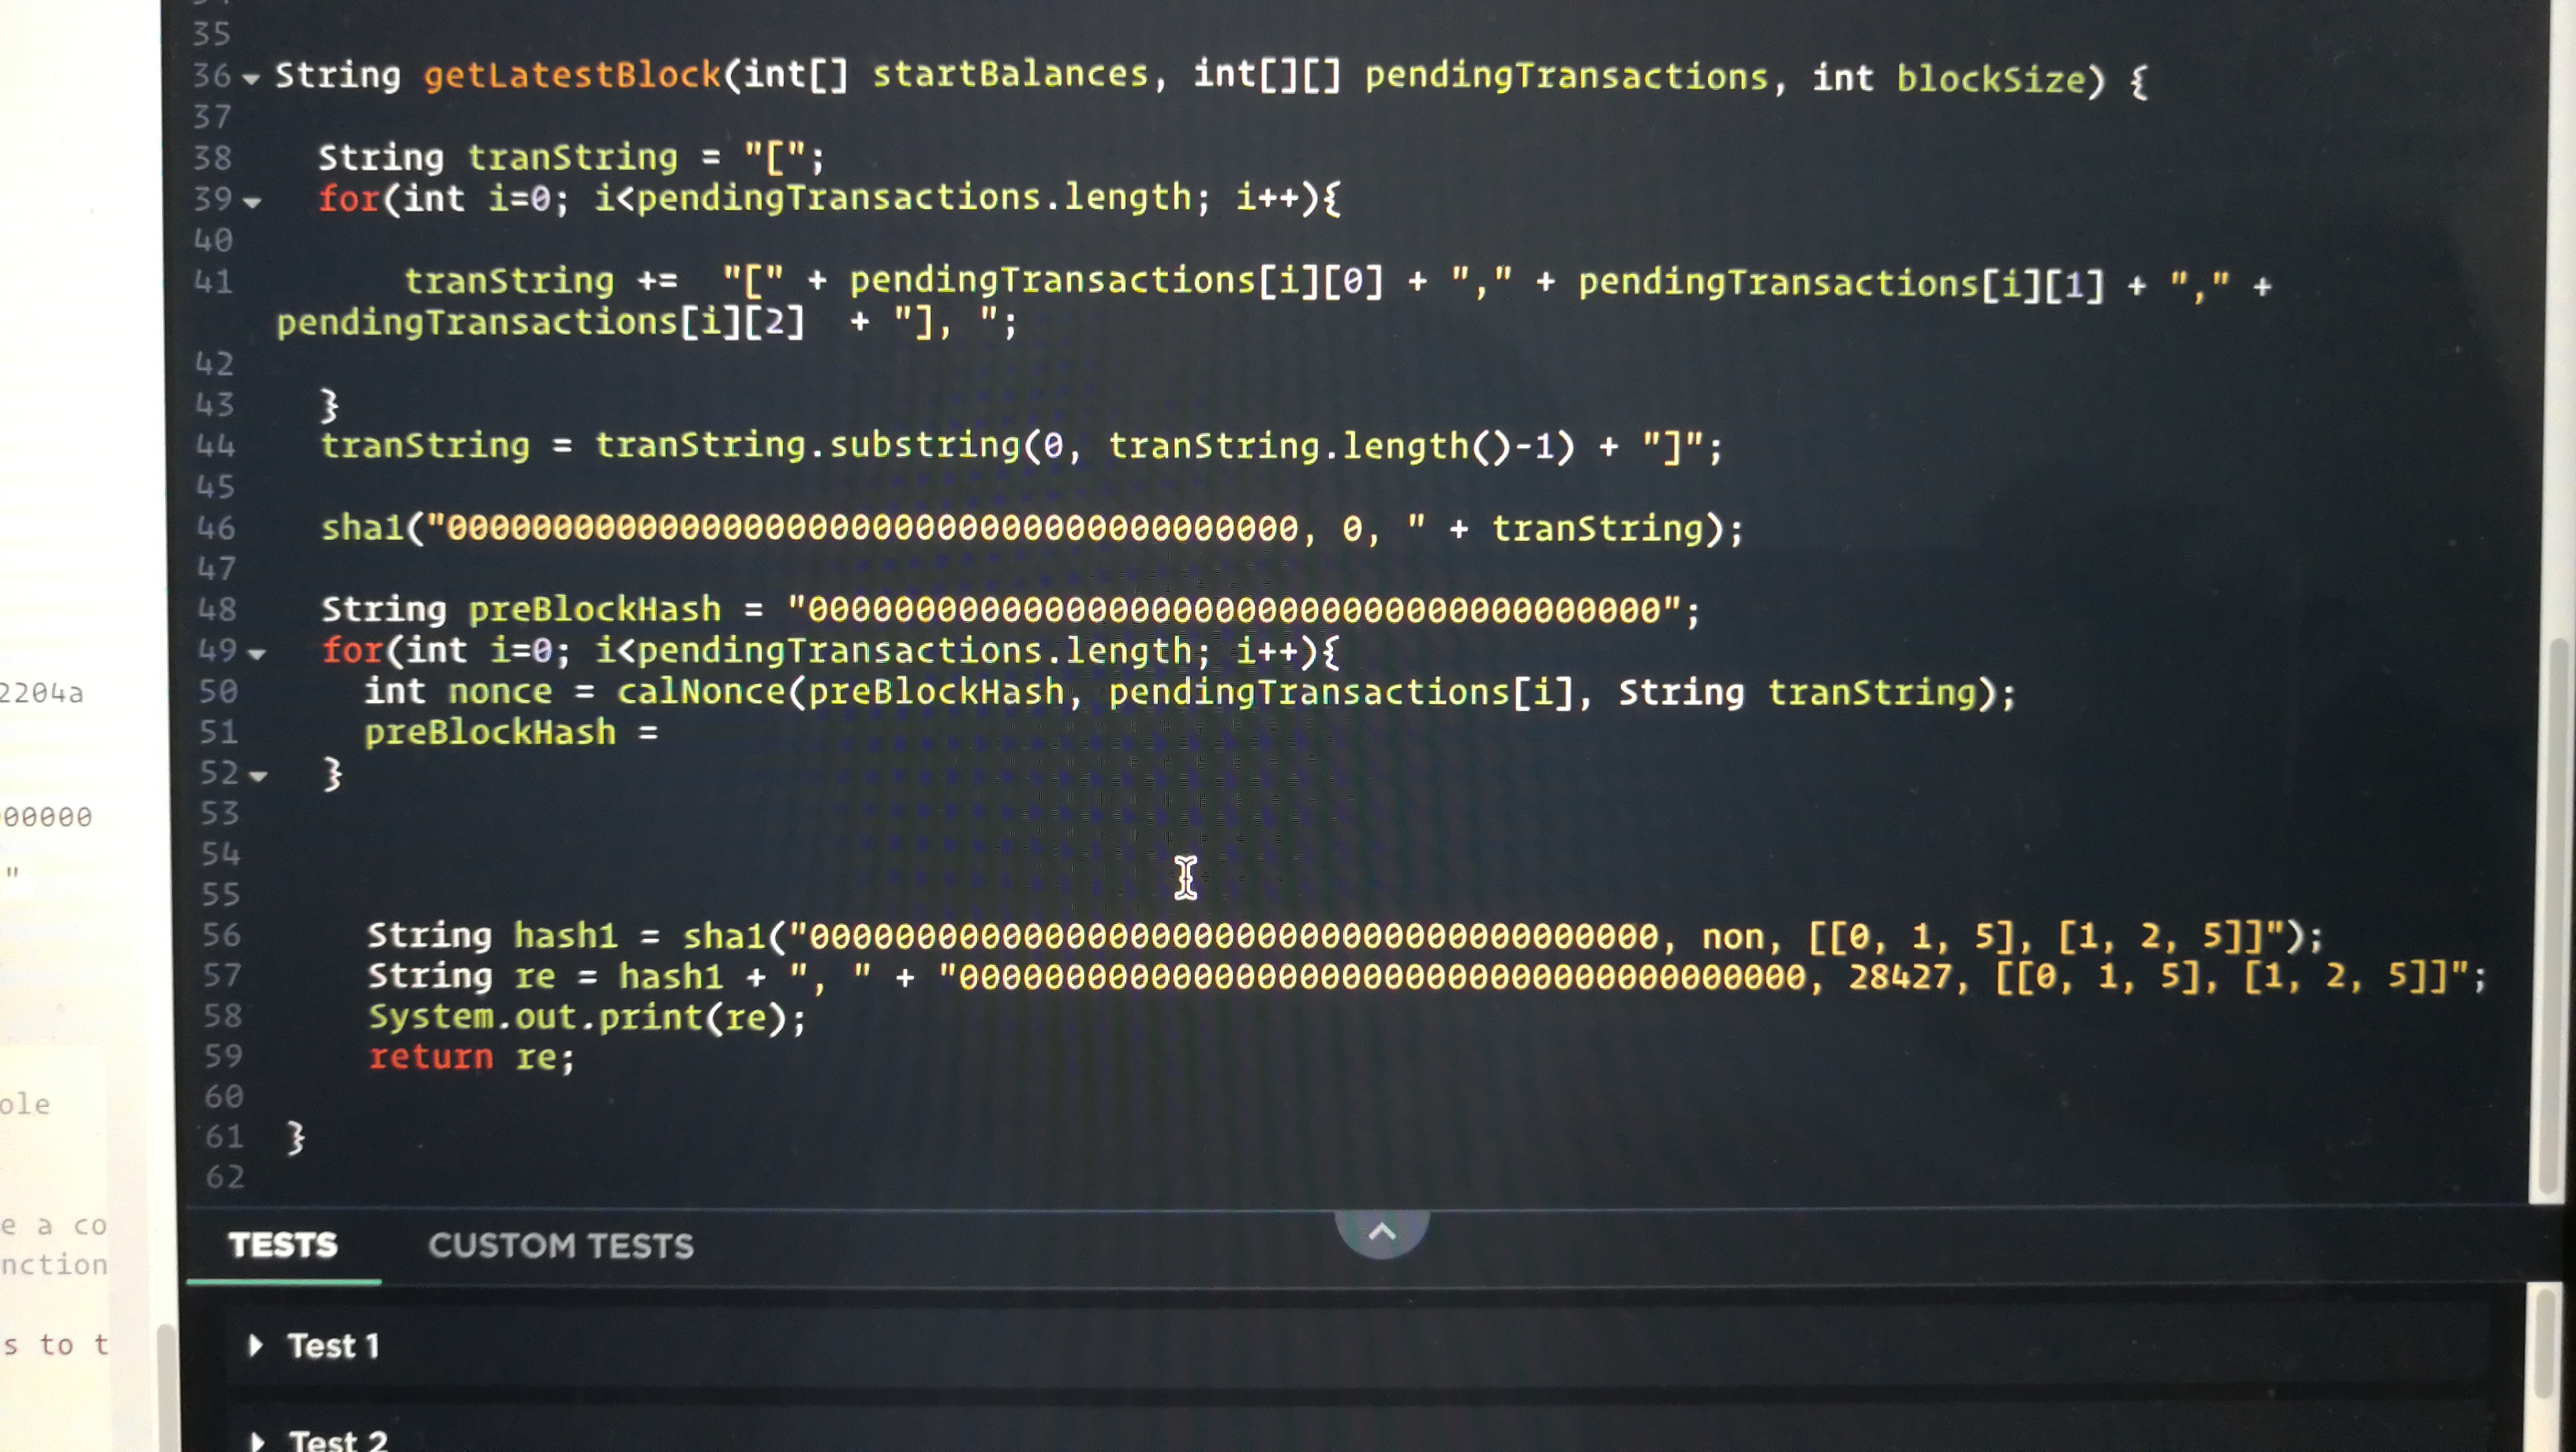 35
36 String getLatestBlock(int[] startBalances, int[][] pendingTransactions, int blockSize) {
37
38 String tranString = "[";
39 for(int i=0; i<pendingTransactions.length; i++){
40
41 tranString += "[" + pendingTransactions[i][0] + "," + pendingTransactions[i][1] + "," +
pendingTransactions[i][2] + "], ";
42
43 }
44 tranString = tranString.substring(0, tranString.length()-1) + "]";
45
46 sha1("0000000000000000000000000000000000000000, 0, " + tranString);
47
48 String preBlockHash = "0000000000000000000000000000000000000000";
49 for(int i=0; i<pendingTransactions.length; i++){
2204a
50 int nonce = calNonce(preBlockHash, pendingTransactions[i], String tranString);
51 preBlockHash =
52 }
00000
53
"
54
55
56 String hash1 = sha1("0000000000000000000000000000000000000000, non, [[0, 1, 5], [1, 2, 5]]");
57 String re = hash1 + ", " + "0000000000000000000000000000000000000000, 28427, [[0, 1, 5], [1, 2, 5]]";
58 System.out.print(re);
59 return re;
ole
60
61 }
62
e a co
nction
s to t
TESTS CUSTOM TESTS
Test 1
Test 2